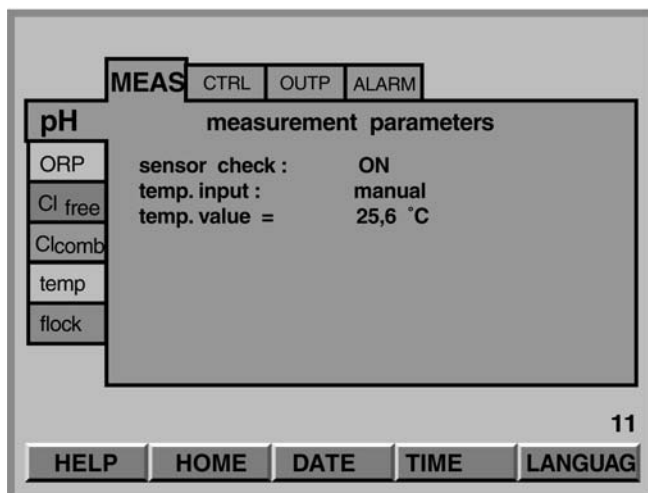 MEAS CTRL OUTP ALARM
pH measurement parameters
ORP
Cl free
Clcomb
temp
flock
sensor check : ON
temp. input : manual
temp. value = 25,6 °C
11
HELP HOME DATE TIME LANGUAG